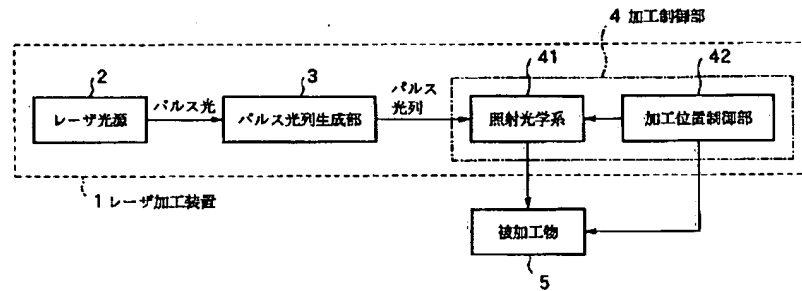 4 加工制御部
2
3
41
42
レーザ光源
パルス光
パルス光列生成部
パルス
光列
照射光学系
加工位置制御部
1 レーザ加工装置
被加工物
5